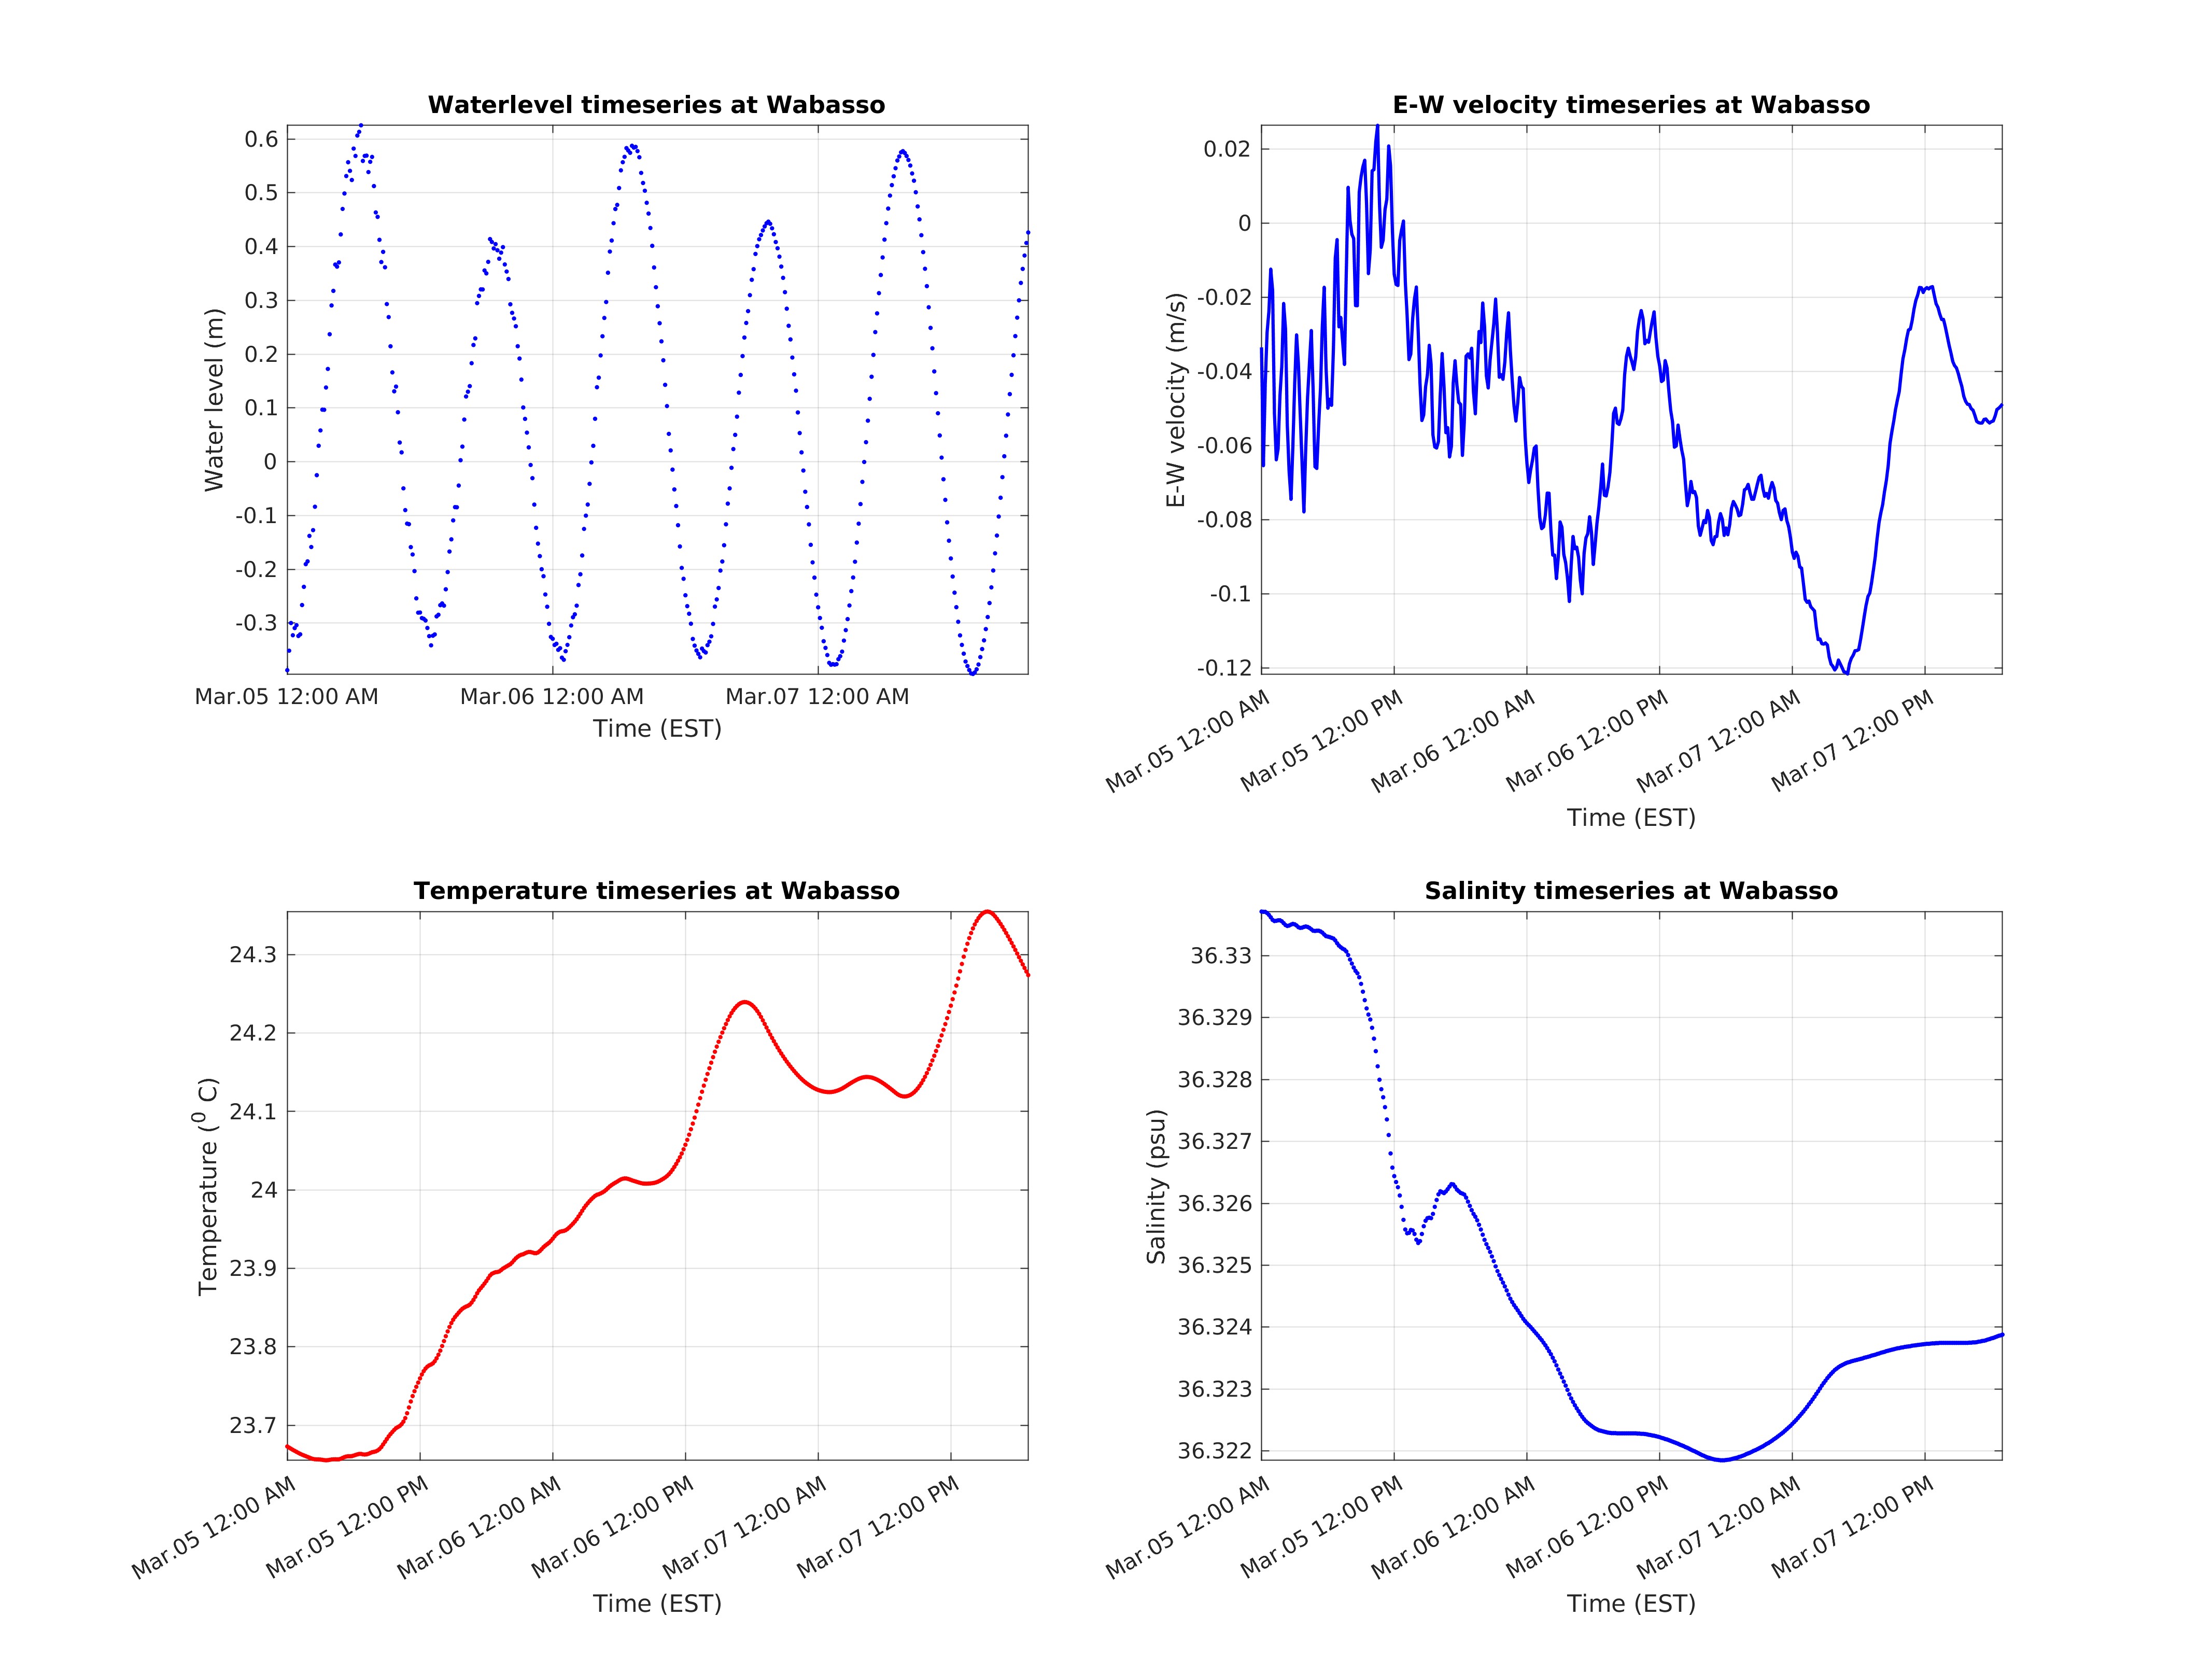 Waterlevel timeseries at Wabasso
0.6
0.5
0.4
0.3
0.2
0.1
0
-0.1
-0.2
-0.3
Water level (m)
Mar.05 12:00 AM
Mar.06 12:00 AM
Mar.07 12:00 AM
Time (EST)
E-W velocity timeseries at Wabasso
0.02
0
-0.02
-0.04
-0.06
-0.08
-0.1
-0.12
E-W velocity (m/s)
Mar.05 12:00 AM
Mar.05 12:00 PM
Mar.06 12:00 AM
Mar.06 12:00 PM
Mar.07 12:00 AM
Mar.07 12:00 PM
Time (EST)
Temperature timeseries at Wabasso
24.3
24.2
24.1
24
23.9
23.8
23.7
Temperature (⁰ C)
Mar.05 12:00 AM
Mar.05 12:00 PM
Mar.06 12:00 AM
Mar.06 12:00 PM
Mar.07 12:00 AM
Mar.07 12:00 PM
Time (EST)
Salinity timeseries at Wabasso
36.33
36.329
36.328
36.327
36.326
36.325
36.324
36.323
36.322
Salinity (psu)
Mar.05 12:00 AM
Mar.05 12:00 PM
Mar.06 12:00 AM
Mar.06 12:00 PM
Mar.07 12:00 AM
Mar.07 12:00 PM
Time (EST)